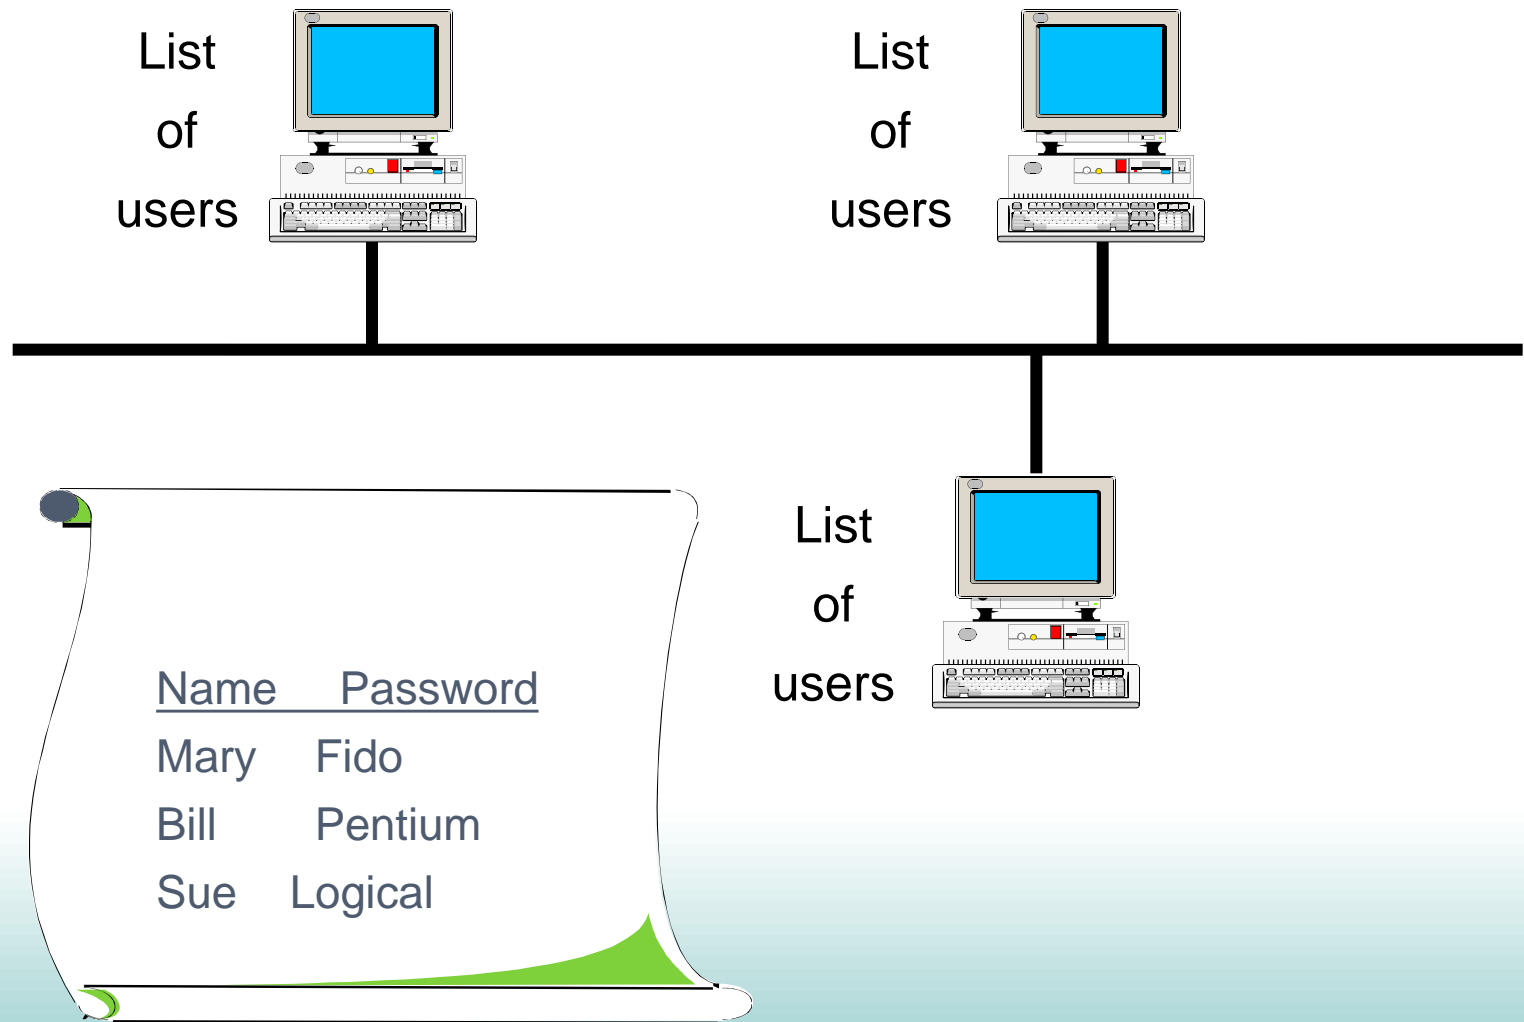 List
of
users
List
of
users
List
of
users
Name Password
Mary Fido
Bill Pentium
Sue Logical